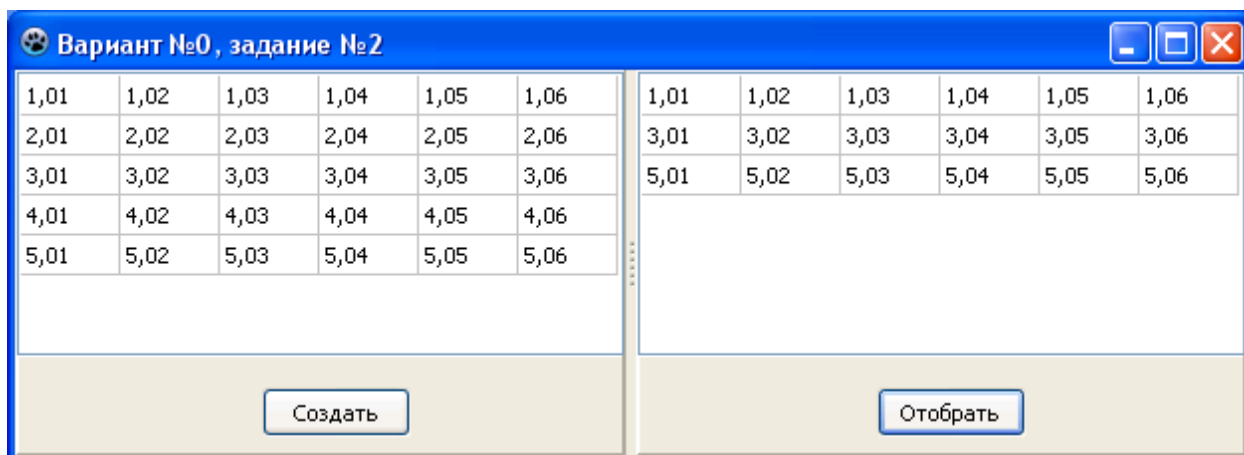 Вариант №0, задание №2
1,01 1,02 1,03 1,04 1,05 1,06
2,01 2,02 2,03 2,04 2,05 2,06
3,01 3,02 3,03 3,04 3,05 3,06
4,01 4,02 4,03 4,04 4,05 4,06
5,01 5,02 5,03 5,04 5,05 5,06
Создать
1,01 1,02 1,03 1,04 1,05 1,06
3,01 3,02 3,03 3,04 3,05 3,06
5,01 5,02 5,03 5,04 5,05 5,06
Отобрать